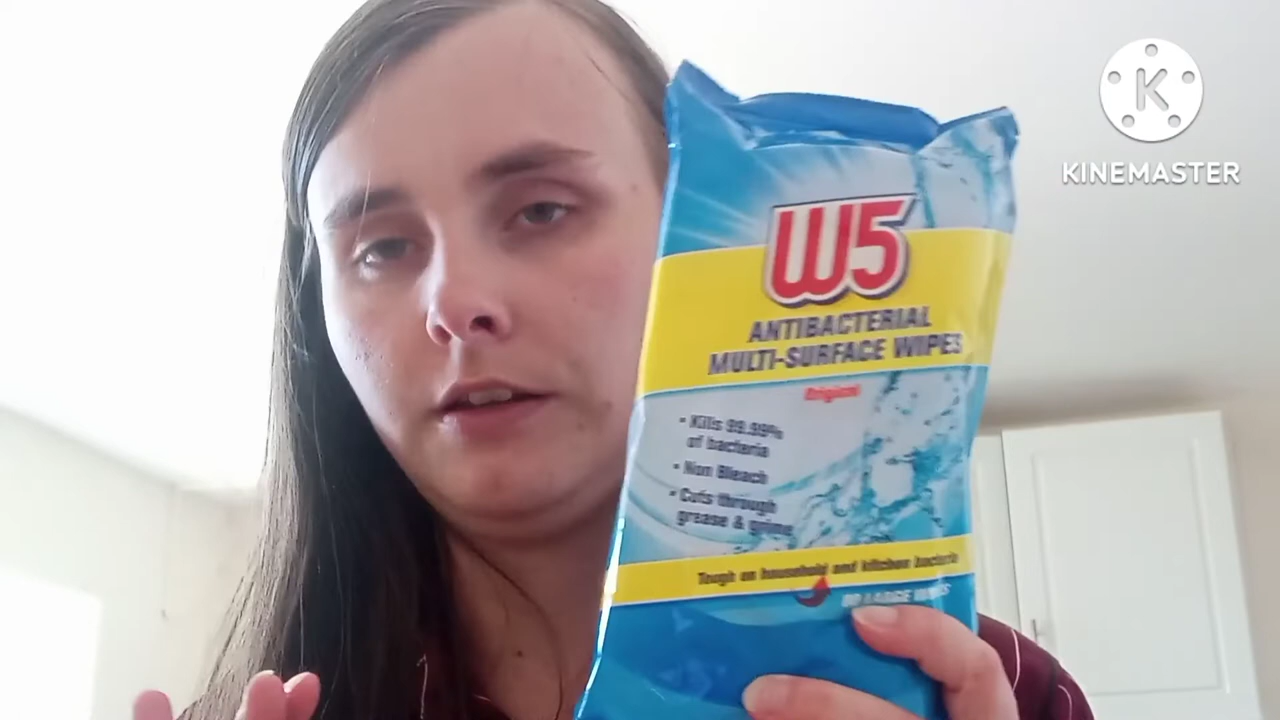 K
KINEMASTER
W5
ANTIBACTERIAL
MULTI-SURFACE WIPES
Original
• Kills 99.99%
of bacteria
• Non Bleach
• Cuts through
grease & grime
Tough on household and kitchen bacteria
LARGE WIPES